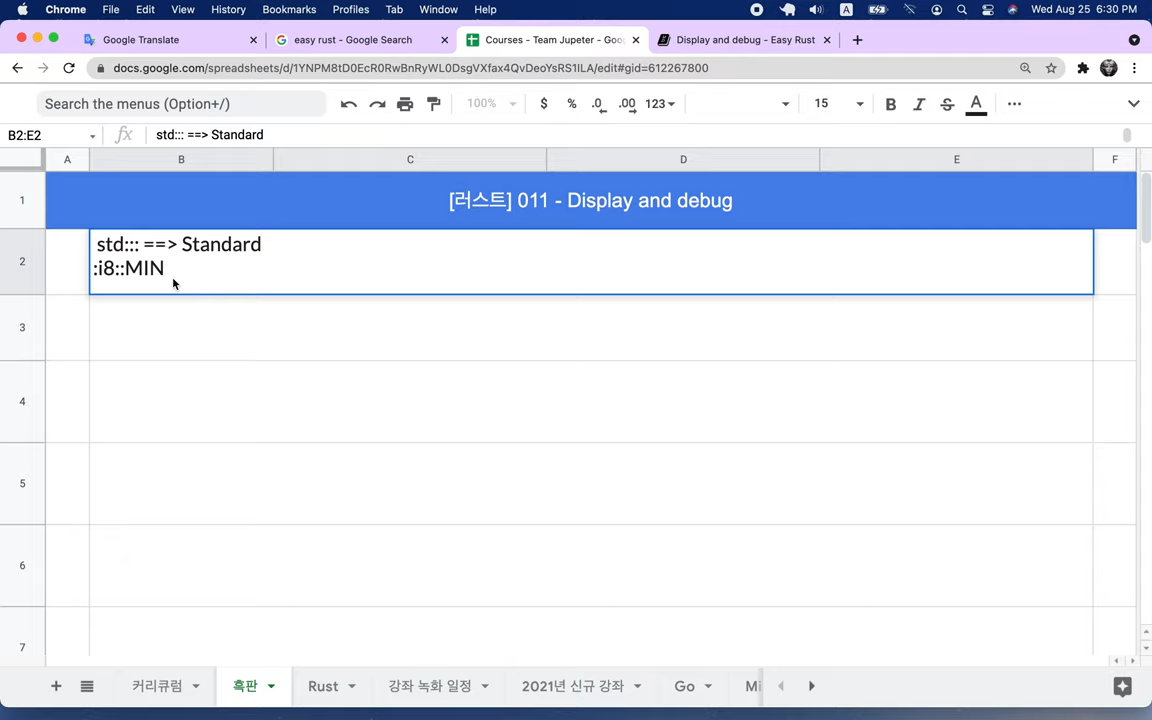 Chrome File Edit View History Bookmarks Profiles Tab Window Help A Wed Aug 25 6:30 PM
Google Translate easy rust - Google Search Courses - Team Jupeter - Goo Display and debug - Easy Rust
docs.google.com/spreadsheets/d/1YNPM8tD0EcR0RwBnRyWL0DsgVXfax4QvDeoYsRS1ILA/edit#gid=612267800
Search the menus (Option+/) 100% $ % .0 .00 123 15 B I S A
B2:E2 fx std::: ==> Standard
A B C D E F
1 [러스트] 011 - Display and debug
2 std::: ==> Standard
:i8::MIN
3
4
5
6
7
커리큐럼 흑판 Rust 강좌 녹화 일정 2021년 신규 강좌 Go Mi